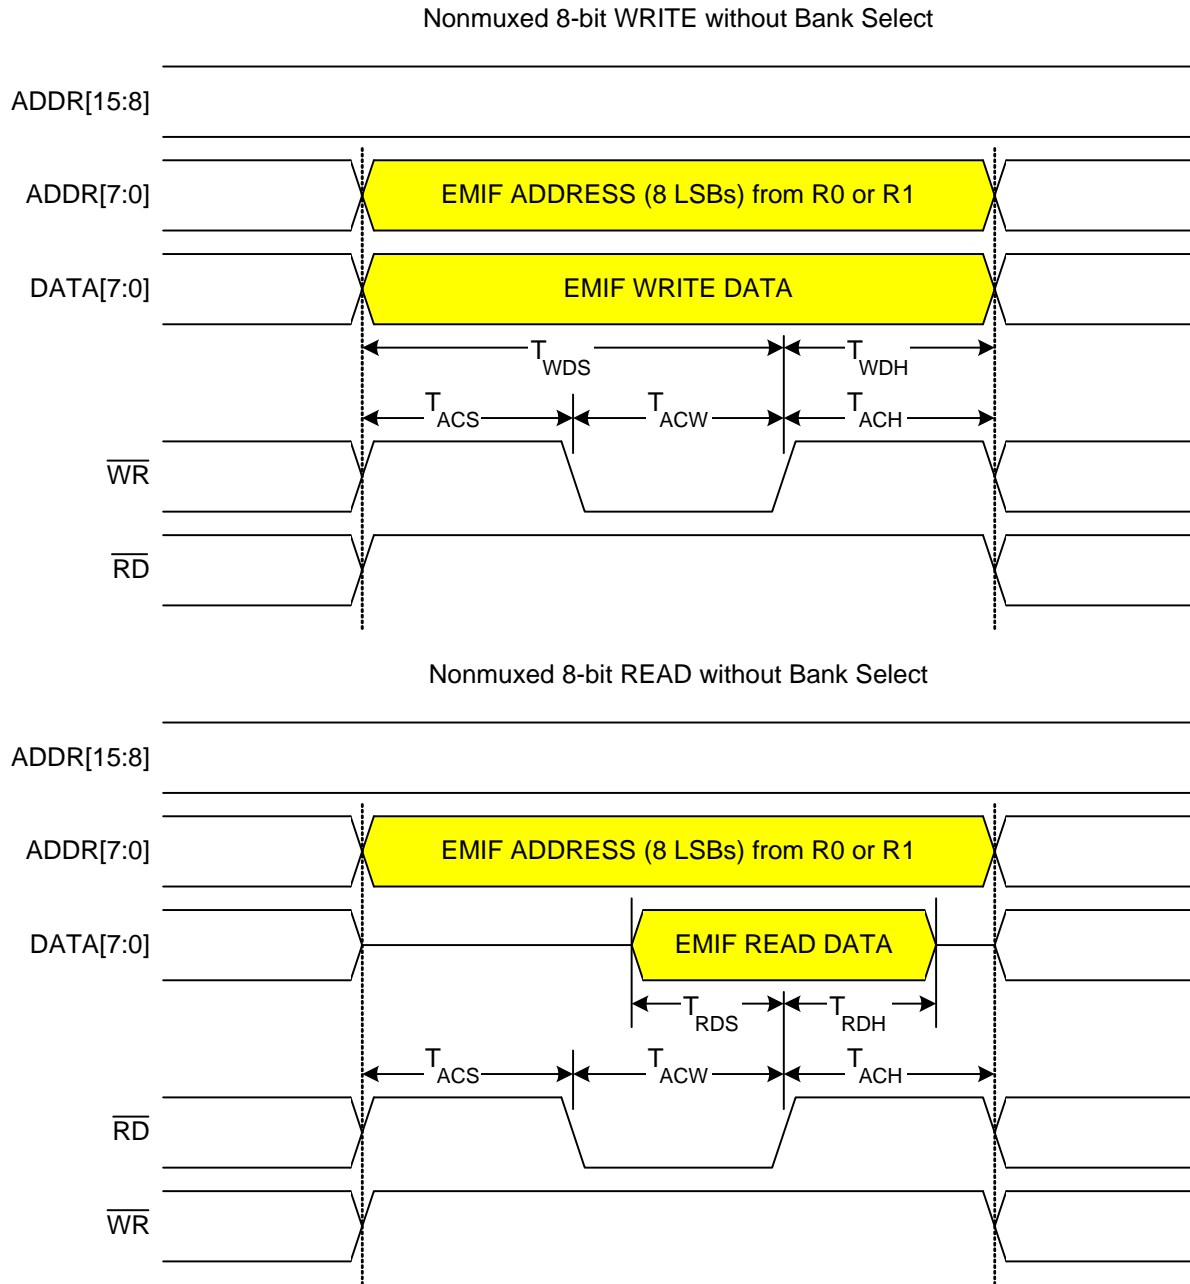 Nonmuxed 8-bit WRITE without Bank Select
ADDR[15:8]
ADDR[7:0]
EMIF ADDRESS (8 LSBs) from R0 or R1
DATA[7:0]
EMIF WRITE DATA
TWDS TWDH
TACS TACW TACH
WR
RD
Nonmuxed 8-bit READ without Bank Select
ADDR[15:8]
ADDR[7:0]
EMIF ADDRESS (8 LSBs) from R0 or R1
DATA[7:0]
EMIF READ DATA
TRDS TRDH
TACS TACW TACH
RD
WR